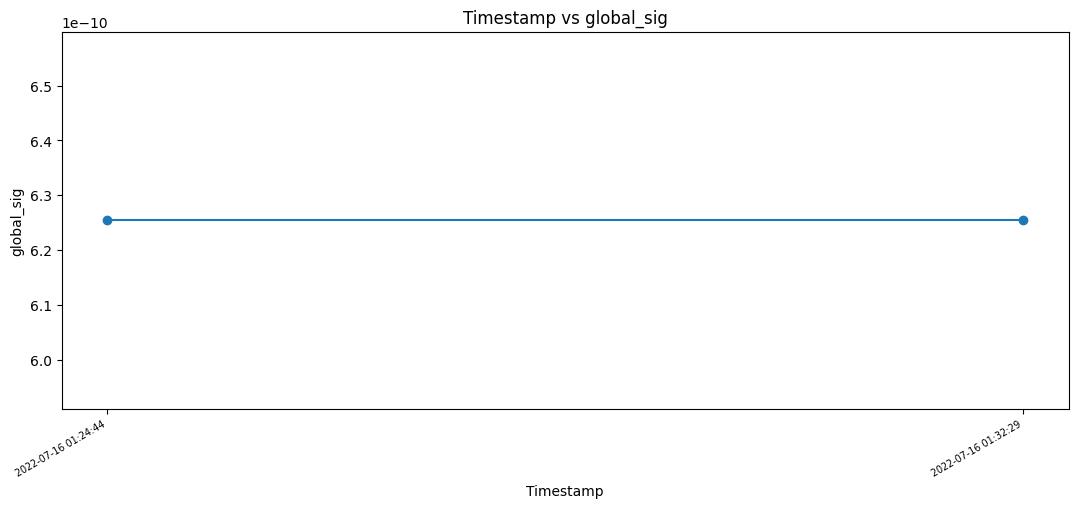 Timestamp vs global_sig
1e−10
6.5
6.4
6.3
6.2
6.1
6.0
global_sig
2022-07-16 01:24:44
2022-07-16 01:32:29
Timestamp